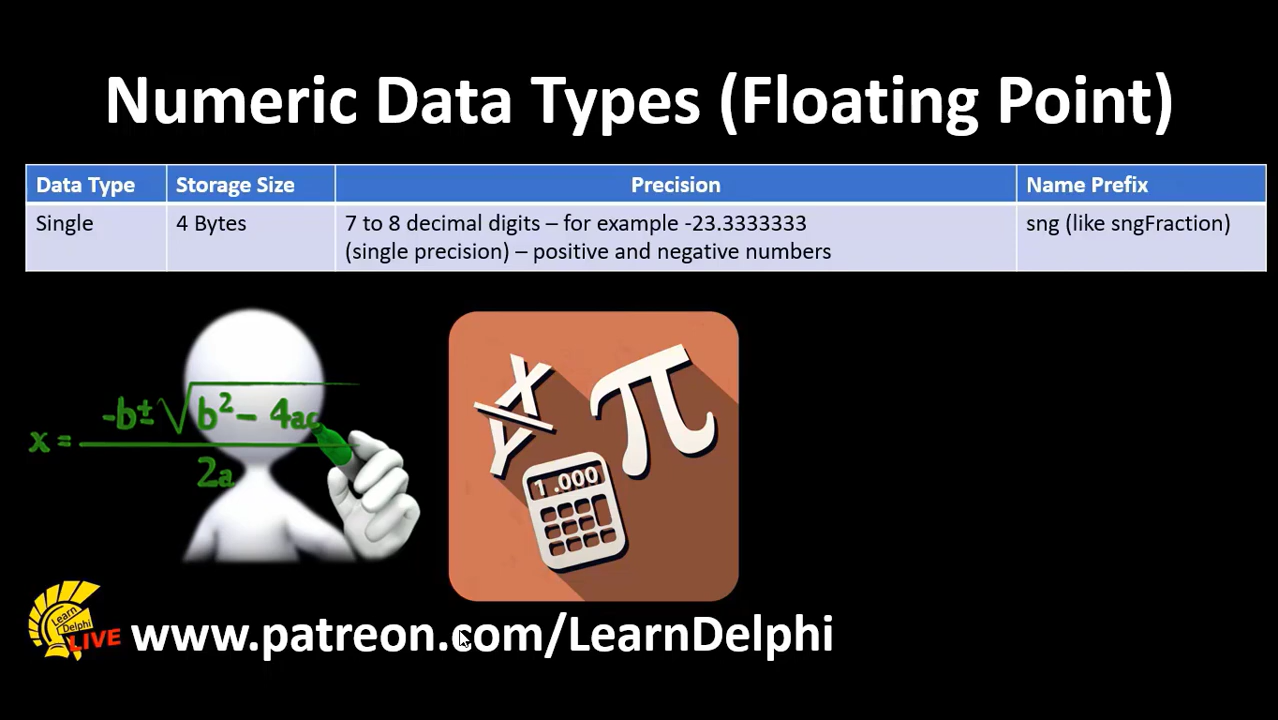 Numeric Data Types (Floating Point)
Data Type Storage Size Precision Name Prefix
Single 4 Bytes 7 to 8 decimal digits – for example -23.3333333 sng (like sngFraction)
(single precision) – positive and negative numbers
x = -b± √b² – 4ac
2a
X
Y
π
1.000
Learn
Delphi
LIVE
www.patreon.com/LearnDelphi